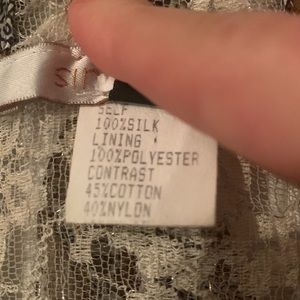 SELF
100%SILK
LINING
100%POLYESTER
CONTRAST
45%COTTON
40%NYLON